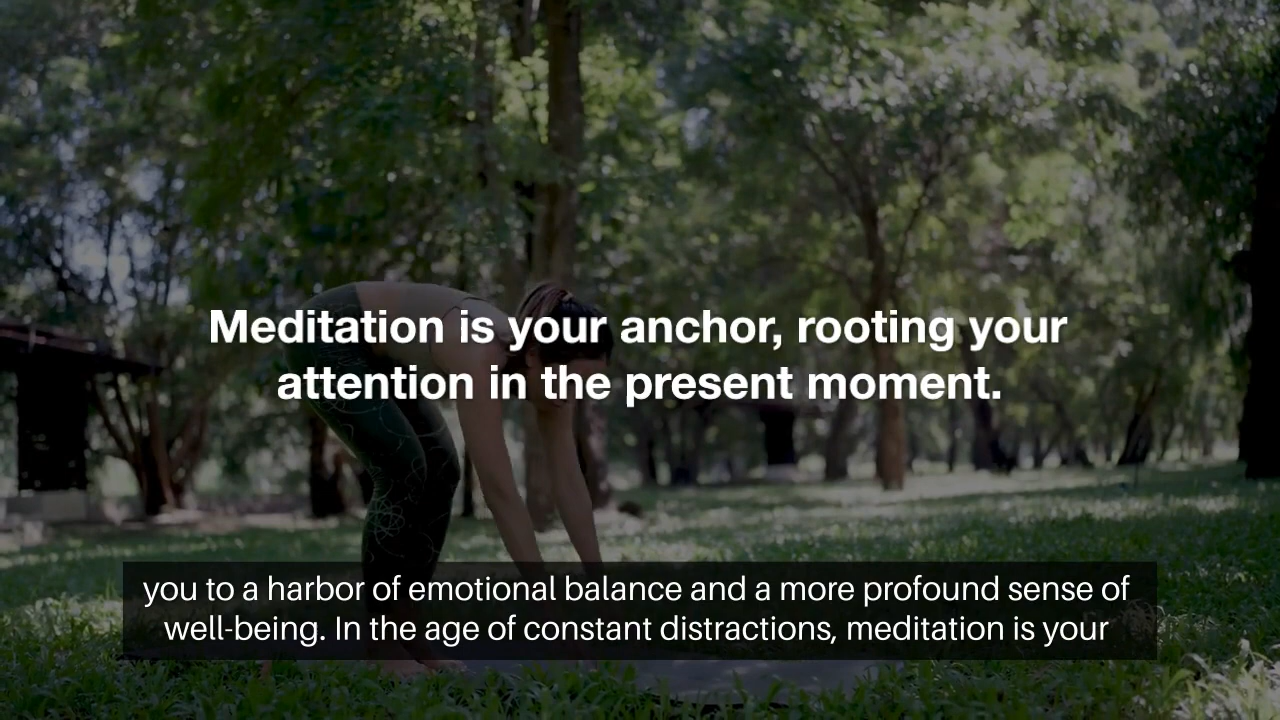 Meditation is your anchor, rooting your
attention in the present moment.
you to a harbor of emotional balance and a more profound sense of
well-being. In the age of constant distractions, meditation is your